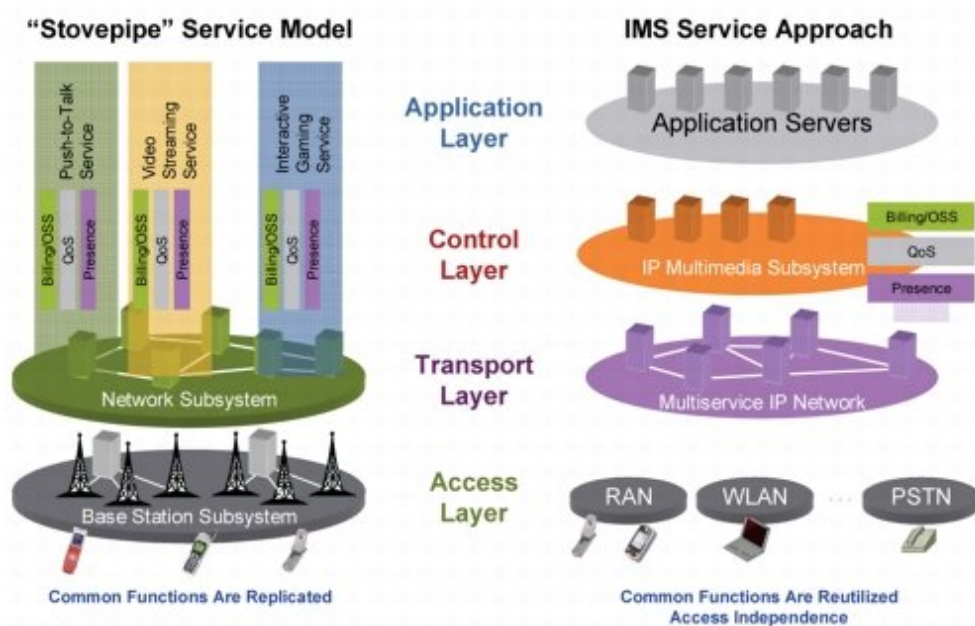 “Stovepipe” Service Model
IMS Service Approach
Push-to-Talk
Service
Video
Streaming
Service
Interactive
Gaming
Service
Billing/OSS
QoS
Presence
Billing/OSS
QoS
Presence
Billing/OSS
QoS
Presence
Network Subsystem
Base Station Subsystem
Common Functions Are Replicated
Application
Layer
Control
Layer
Transport
Layer
Access
Layer
Application Servers
IP Multimedia Subsystem
Billing/OSS
QoS
Presence
Multiservice IP Network
RAN
WLAN
....
PSTN
Common Functions Are Reutilized
Access Independence